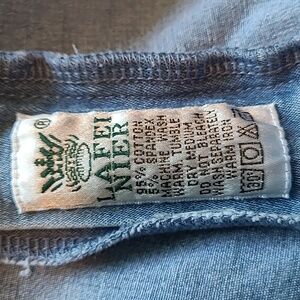 ®
LAFEI
NIER
95% COTTON
5% SPANDEX
MACHINE WASH
WARM TUMBLE
DRY MEDIUM
DO NOT BLEACH
WASH SEPARATELY
WARM IRON
30